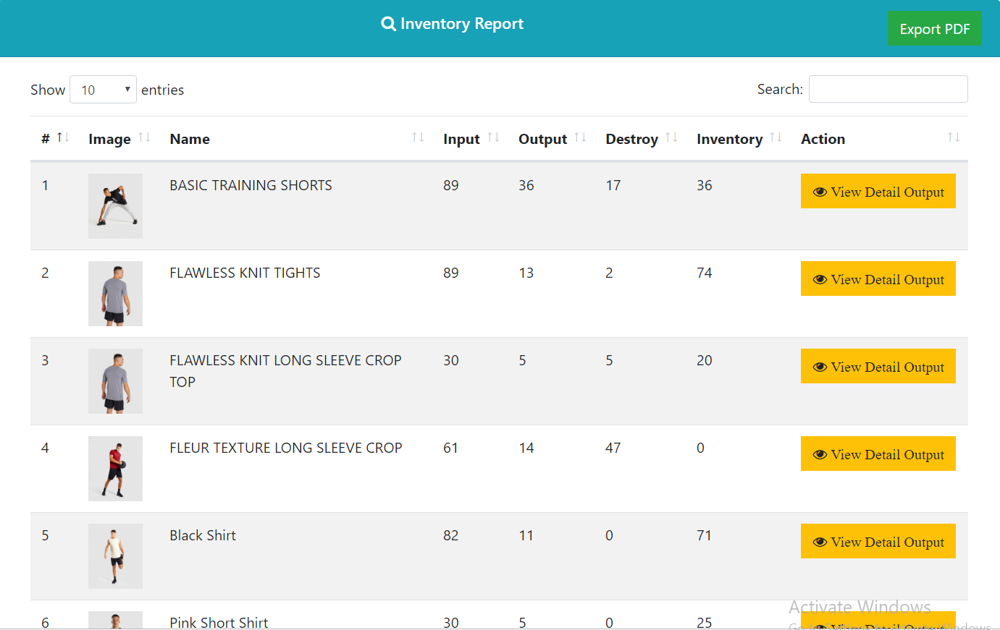 Inventory Report
Export PDF
Show 10 entries
Search:
# Image Name Input Output Destroy Inventory Action
1 BASIC TRAINING SHORTS 89 36 17 36 View Detail Output
2 FLAWLESS KNIT TIGHTS 89 13 2 74 View Detail Output
3 FLAWLESS KNIT LONG SLEEVE CROP 30 5 5 20 View Detail Output
TOP
4 FLEUR TEXTURE LONG SLEEVE CROP 61 14 47 0 View Detail Output
5 Black Shirt 82 11 0 71 View Detail Output
Activate Windows
6 Pink Short Shirt 30 5 0 25